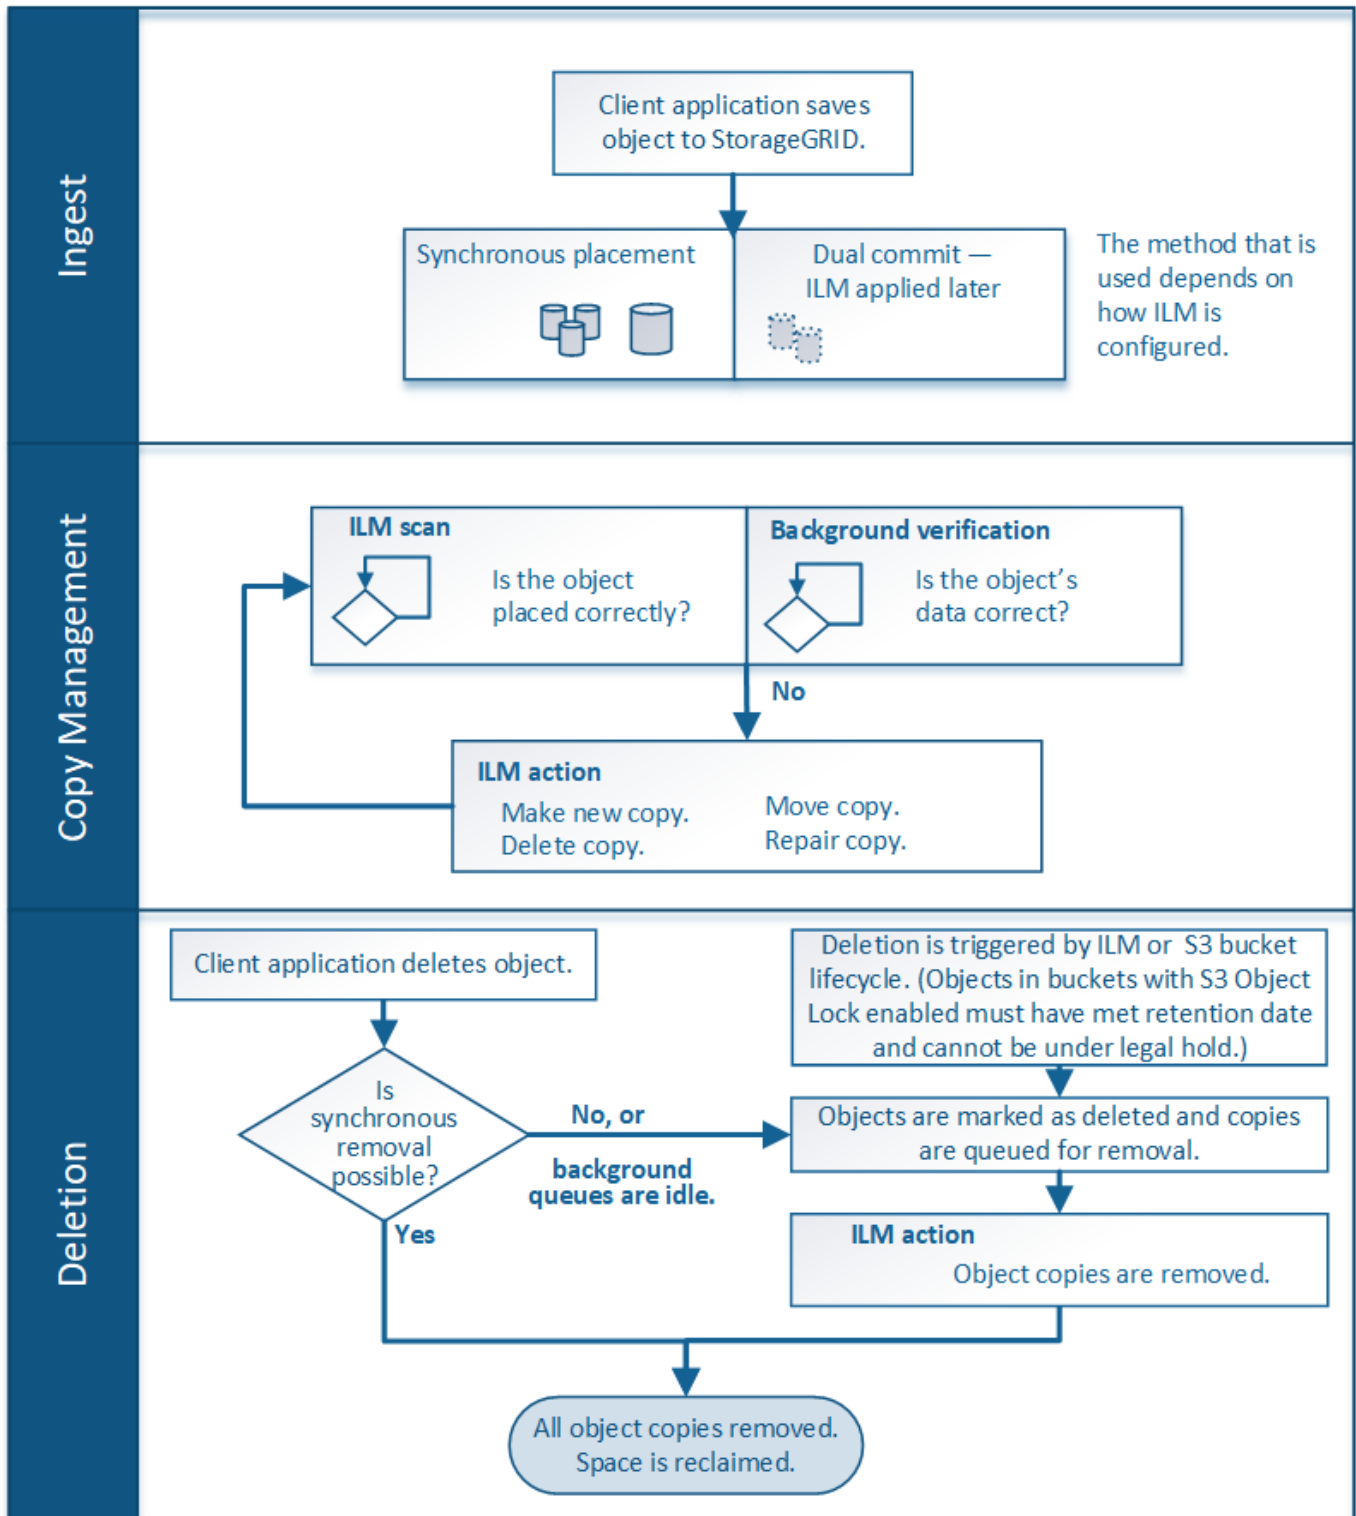 Ingest
Client application saves
object to StorageGRID.
Synchronous placement
Dual commit —
ILM applied later
The method that is
used depends on
how ILM is
configured.
Copy Management
ILM scan
Is the object
placed correctly?
Background verification
Is the object's
data correct?
No
ILM action
Make new copy.
Delete copy.
Move copy.
Repair copy.
Deletion
Client application deletes object.
Is
synchronous
removal
possible?
No, or
background
queues are idle.
Yes
Deletion is triggered by ILM or S3 bucket
lifecycle. (Objects in buckets with S3 Object
Lock enabled must have met retention date
and cannot be under legal hold.)
Objects are marked as deleted and copies
are queued for removal.
ILM action
Object copies are removed.
All object copies removed.
Space is reclaimed.